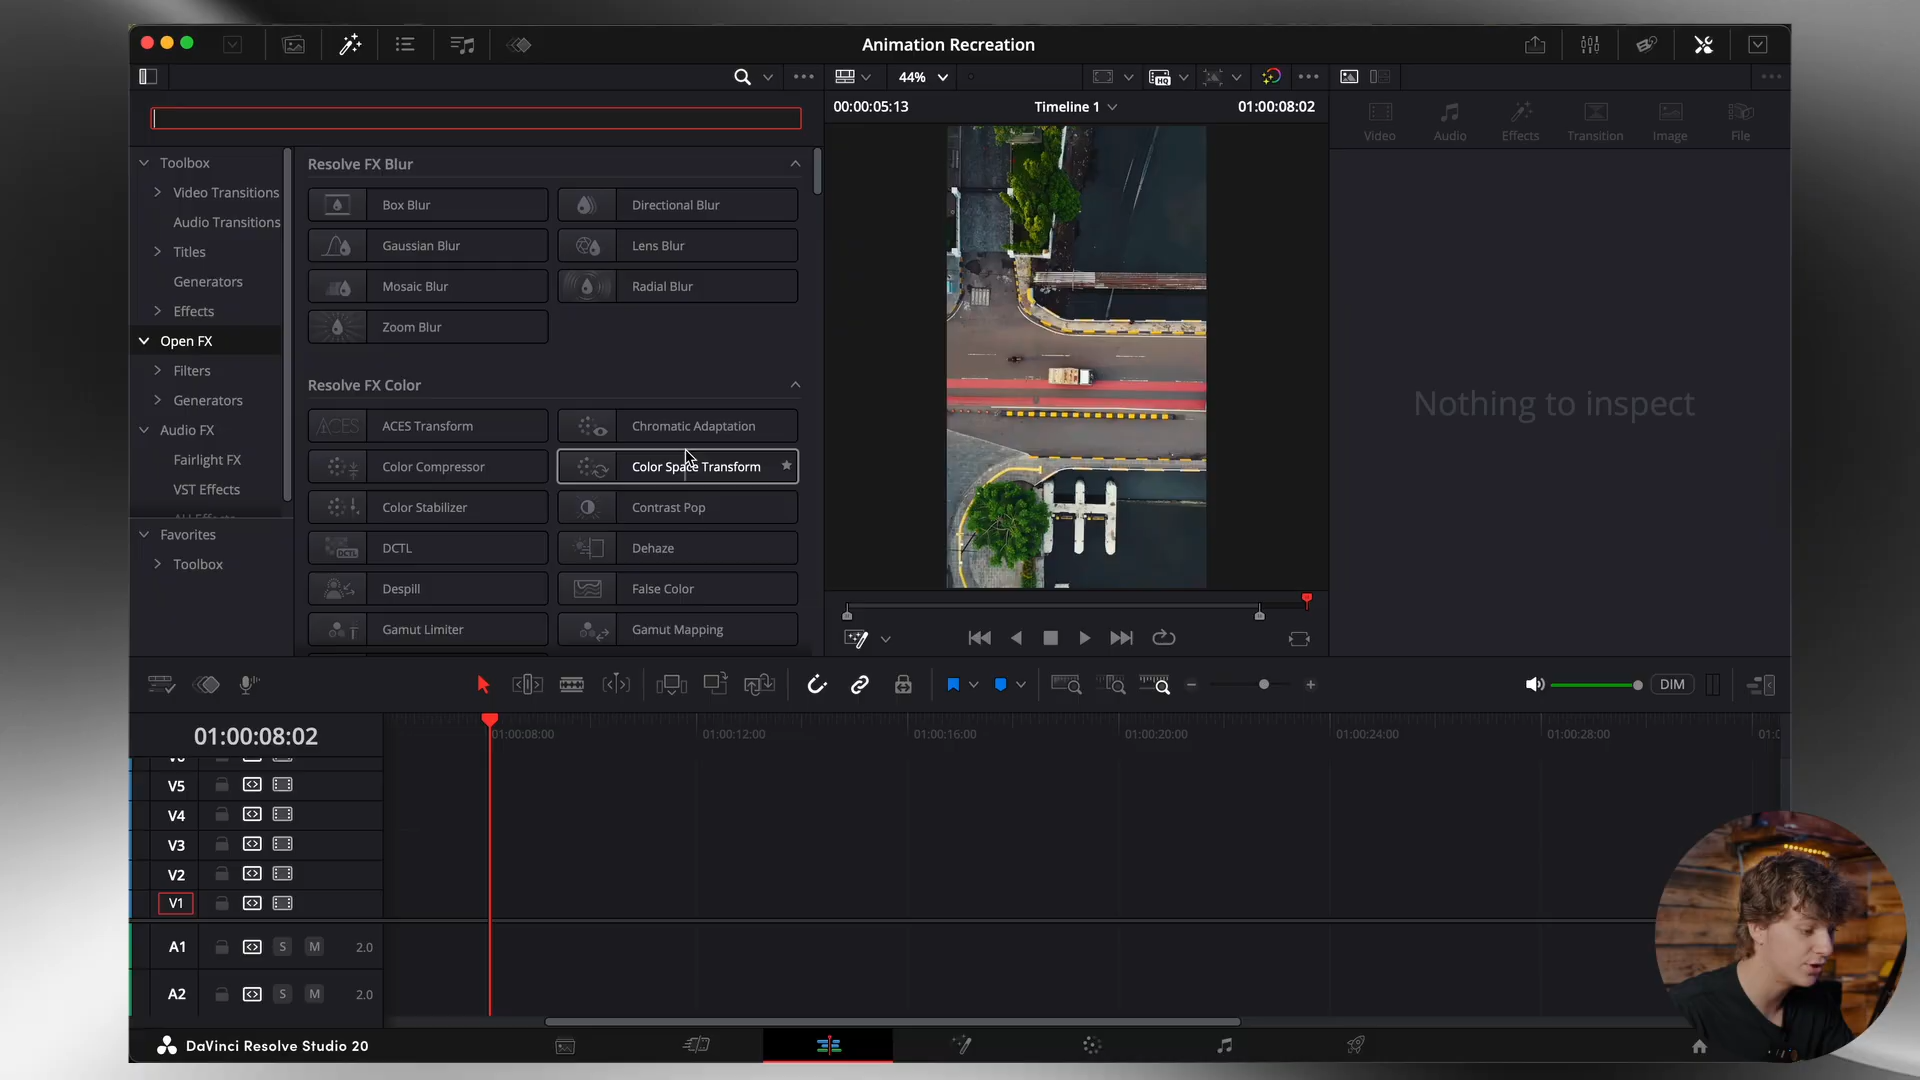 Animation Recreation
44%
00:00:05:13
Timeline 1
01:00:08:02
Video
Audio
Effects
Transition
Image
File
Toolbox
Video Transitions
Audio Transitions
Titles
Generators
Effects
Open FX
Filters
Generators
Audio FX
Fairlight FX
VST Effects
Favorites
Toolbox
Resolve FX Blur
Box Blur
Directional Blur
Gaussian Blur
Lens Blur
Mosaic Blur
Radial Blur
Zoom Blur
Resolve FX Color
ACES Transform
Chromatic Adaptation
Color Compressor
Color Space Transform
Color Stabilizer
Contrast Pop
DCTL
Dehaze
Despill
False Color
Gamut Limiter
Gamut Mapping
Nothing to inspect
DIM
01:00:08:02
01:00:08:00
01:00:12:00
01:00:16:00
01:00:20:00
01:00:24:00
01:00:28:00
V5
V4
V3
V2
V1
A1 S M 2.0
A2 S M 2.0
DaVinci Resolve Studio 20